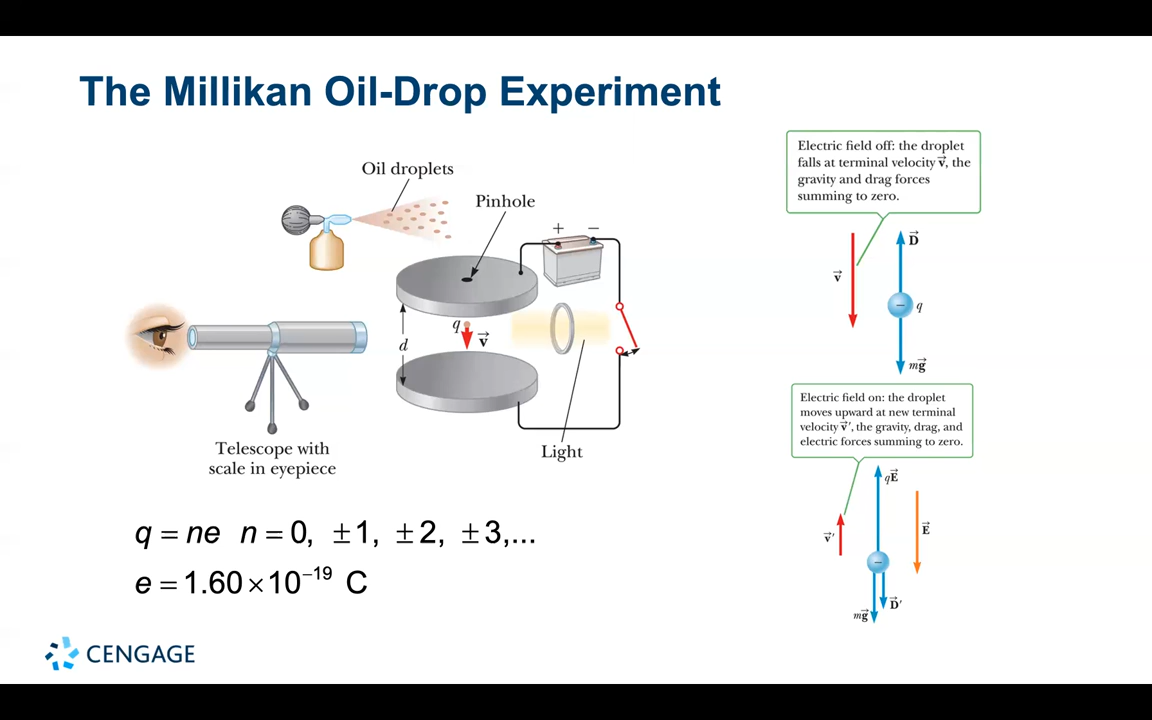 The Millikan Oil-Drop Experiment
Oil droplets
Pinhole
+ −
q
v⃗
d
Telescope with
scale in eyepiece
Light
Electric field off: the droplet
falls at terminal velocity v⃗, the
gravity and drag forces
summing to zero.
D⃗
v⃗
− q
mg⃗
Electric field on: the droplet
moves upward at new terminal
velocity v⃗′, the gravity, drag, and
electric forces summing to zero.
qE⃗
v⃗′
E⃗
−
D⃗′
mg⃗
q = ne n = 0, ±1, ±2, ±3,...
e = 1.60×10⁻¹⁹ C
CENGAGE